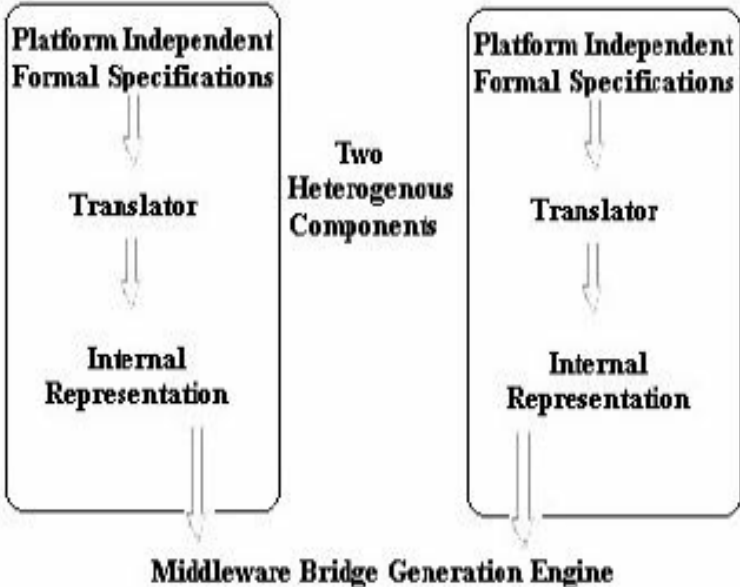 Platform Independent
Formal Specifications
Translator
Internal
Representation
Two
Heterogenous
Components
Platform Independent
Formal Specifications
Translator
Internal
Representation
Middleware Bridge Generation Engine